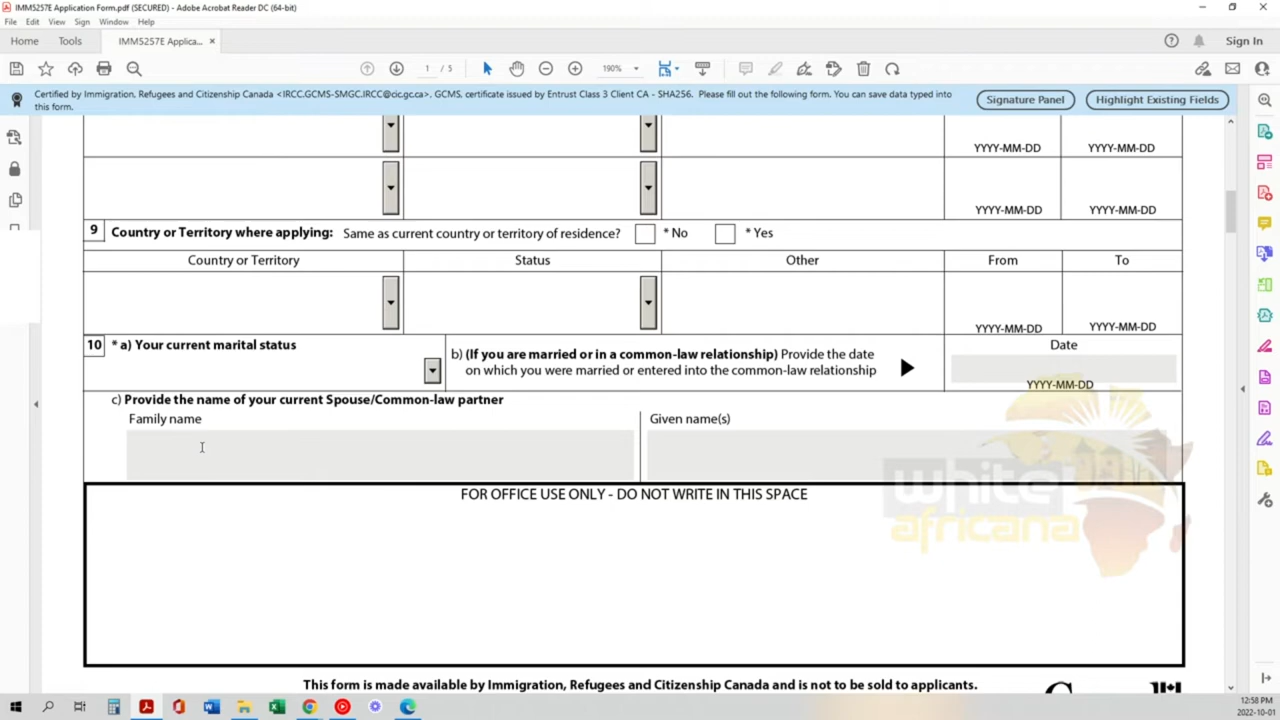 IMM5257E Application Form.pdf (SECURED) - Adobe Acrobat Reader DC (64-bit)
File Edit View Sign Window Help
Home Tools IMM5257E Applica... × Sign In
1 / 5 190%
Certified by Immigration, Refugees and Citizenship Canada <IRCC.GCMS-SMGC.IRCC@cic.gc.ca>, GCMS, certificate issued by Entrust Class 3 Client CA - SHA256. Please fill out the following form. You can save data typed into
this form.
Signature Panel Highlight Existing Fields
YYYY-MM-DD YYYY-MM-DD
YYYY-MM-DD YYYY-MM-DD
9 Country or Territory where applying: Same as current country or territory of residence? * No * Yes
Country or Territory Status Other From To
YYYY-MM-DD YYYY-MM-DD
10 * a) Your current marital status
b) (If you are married or in a common-law relationship) Provide the date
on which you were married or entered into the common-law relationship
Date
YYYY-MM-DD
c) Provide the name of your current Spouse/Common-law partner
Family name Given name(s)
white
africana
FOR OFFICE USE ONLY - DO NOT WRITE IN THIS SPACE
This form is made available by Immigration, Refugees and Citizenship Canada and is not to be sold to applicants.
12:58 PM
2022-10-01